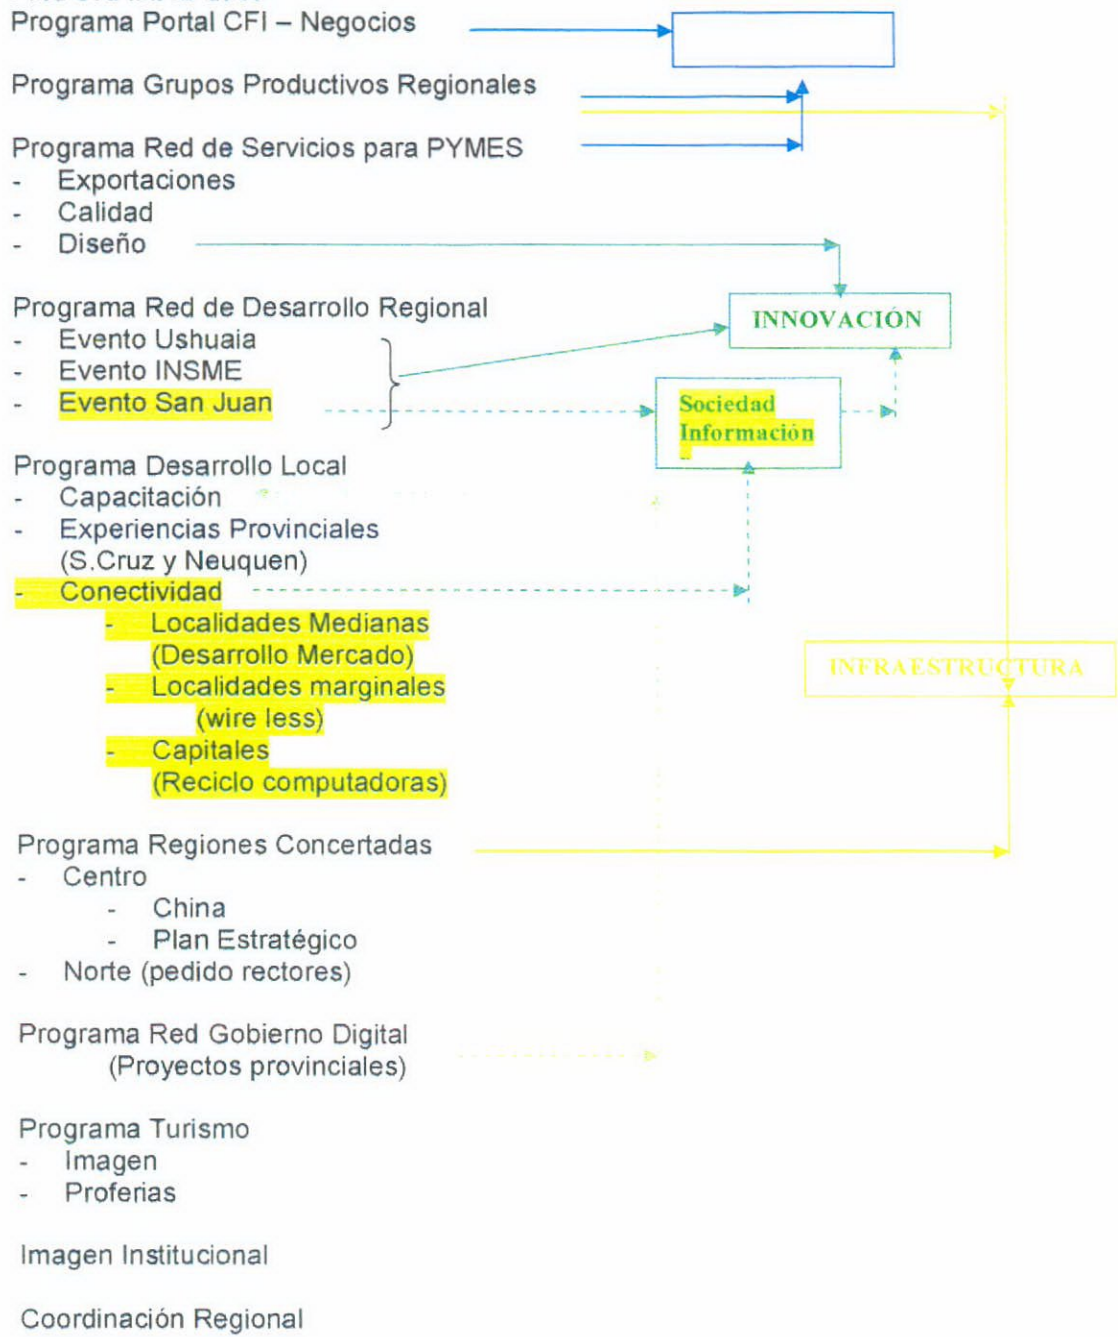 Programa Portal CFI – Negocios
Programa Grupos Productivos Regionales
Programa Red de Servicios para PYMES
- Exportaciones
- Calidad
- Diseño
Programa Red de Desarrollo Regional
- Evento Ushuaia
- Evento INSME
- Evento San Juan
INNOVACIÓN
Sociedad
Información
Programa Desarrollo Local
- Capacitación
- Experiencias Provinciales
(S.Cruz y Neuquen)
- Conectividad
- Localidades Medianas
(Desarrollo Mercado)
- Localidades marginales
(wire less)
- Capitales
(Reciclo computadoras)
INFRAESTRUCTURA
Programa Regiones Concertadas
- Centro
- China
- Plan Estratégico
- Norte (pedido rectores)
Programa Red Gobierno Digital
(Proyectos provinciales)
Programa Turismo
- Imagen
- Proferias
Imagen Institucional
Coordinación Regional